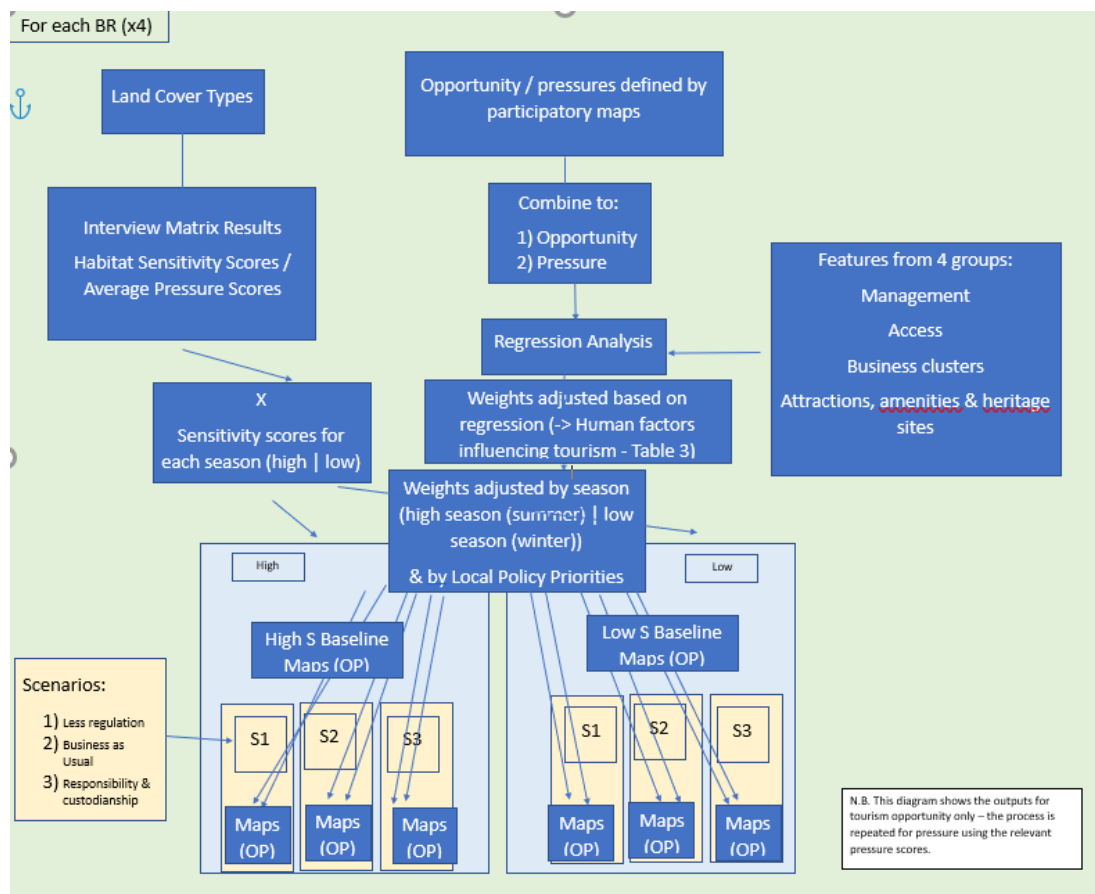 For each BR (x4)
Land Cover Types
Opportunity / pressures defined by
participatory maps
Interview Matrix Results
Habitat Sensitivity Scores /
Average Pressure Scores
Combine to:
1) Opportunity
2) Pressure
Features from 4 groups:
Management
Access
Business clusters
Attractions, amenities & heritage
sites
Regression Analysis
X
Sensitivity scores for
each season (high | low)
Weights adjusted based on
regression (-> Human factors
influencing tourism - Table 3)
Weights adjusted by season
(high season (summer) | low
season (winter))
& by Local Policy Priorities
High
Low
High S Baseline
Maps (OP)
Low S Baseline
Maps (OP)
Scenarios:
1) Less regulation
2) Business as
Usual
3) Responsibility &
custodianship
S1
S2
S3
S1
S2
S3
Maps
(OP)
Maps
(OP)
Maps
(OP)
Maps
(OP)
Maps
(OP)
Maps
(OP)
N.B. This diagram shows the outputs for
tourism opportunity only – the process is
repeated for pressure using the relevant
pressure scores.